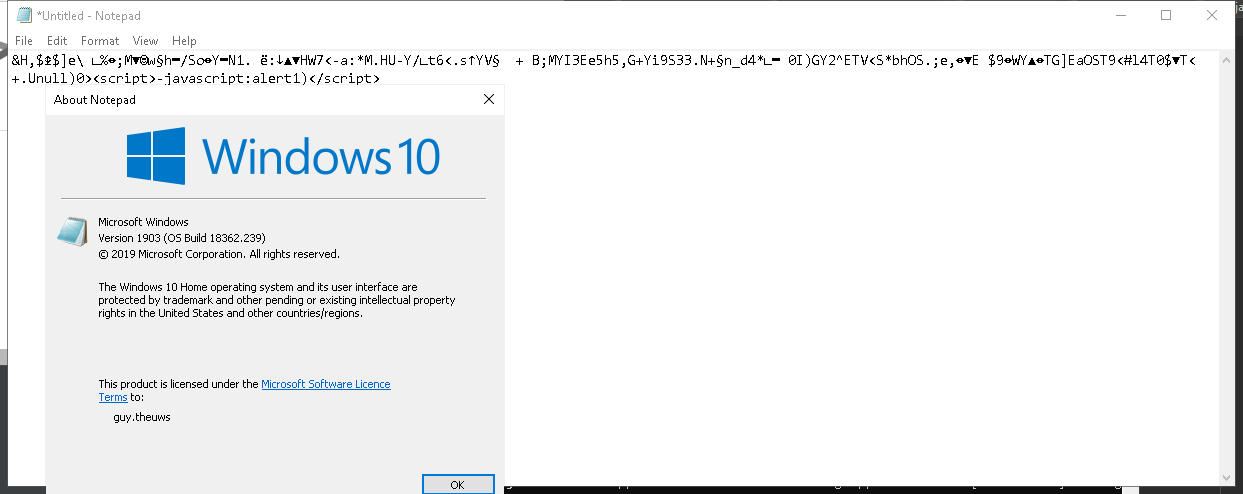 *Untitled - Notepad
File Edit Format View Help
&H,$⇕$]e\ ∟%⬘;M▼☺w§h━/So⬘Y━N1. ë:↓▲▼HW7<-a:*M.HU-Y/∟t6<.s↑YV§  + B;MYI3Ee5h5,G+Yi9S33.N+§n_d4*∟━ 0I)GY2^ETV<S*bhOS.;e,⬘▼E $9⬘WY▲⬘TG]EaOST9<#l4T0$▼T<
+.Unull)0><script>-javascript:alert1)</script>
About Notepad
Windows 10
Microsoft Windows
Version 1903 (OS Build 18362.239)
© 2019 Microsoft Corporation. All rights reserved.
The Windows 10 Home operating system and its user interface are
protected by trademark and other pending or existing intellectual property
rights in the United States and other countries/regions.
This product is licensed under the Microsoft Software Licence
Terms to:
guy.theuws
OK